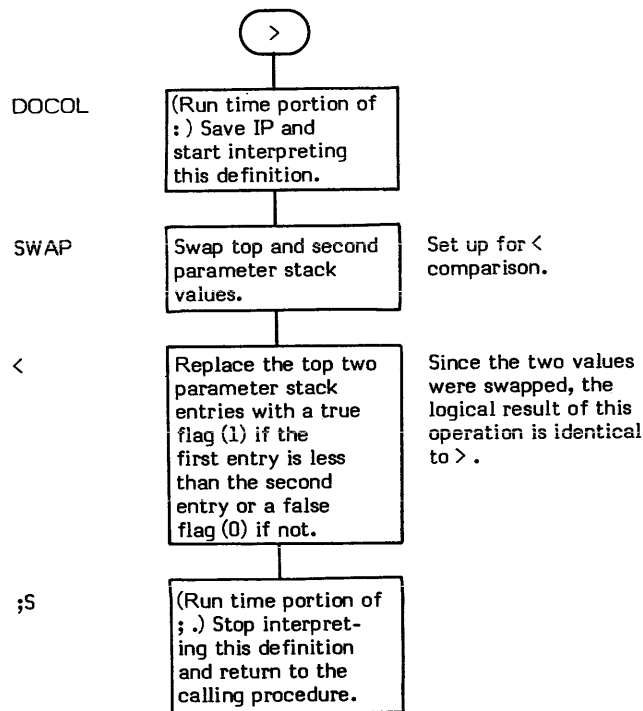 >
DOCOL
(Run time portion of
: ) Save IP and
start interpreting
this definition.
SWAP
Swap top and second
parameter stack
values.
Set up for <
comparison.
<
Replace the top two
parameter stack
entries with a true
flag (1) if the
first entry is less
than the second
entry or a false
flag (0) if not.
Since the two values
were swapped, the
logical result of this
operation is identical
to > .
;S
(Run time portion of
; .) Stop interpret-
ing this definition
and return to the
calling procedure.